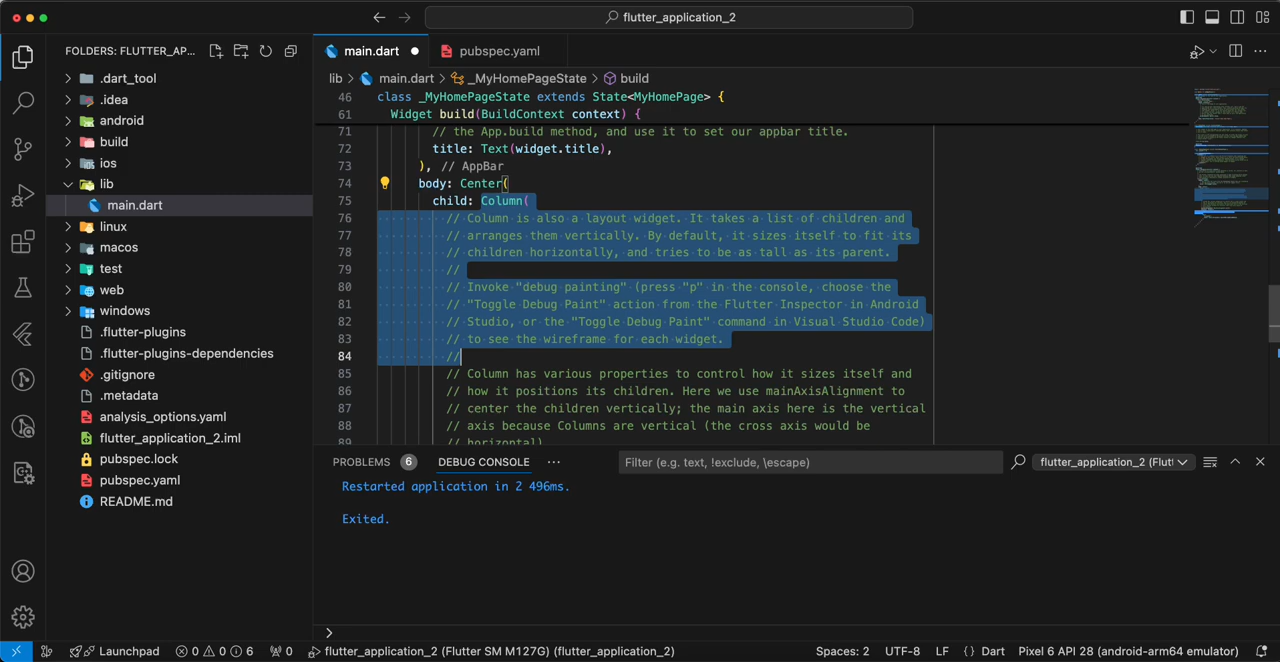 flutter_application_2
FOLDERS: FLUTTER_AP...
.dart_tool
.idea
android
build
ios
lib
main.dart
linux
macos
test
web
windows
.flutter-plugins
.flutter-plugins-dependencies
.gitignore
.metadata
analysis_options.yaml
flutter_application_2.iml
pubspec.lock
pubspec.yaml
README.md
main.dart
pubspec.yaml
lib > main.dart > _MyHomePageState > build
46 class _MyHomePageState extends State<MyHomePage> {
61 Widget build(BuildContext context) {
71 // the App.build method, and use it to set our appbar title.
72 title: Text(widget.title),
73 ), // AppBar
74 body: Center(
75 child: Column(
76 // Column is also a layout widget. It takes a list of children and
77 // arranges them vertically. By default, it sizes itself to fit its
78 // children horizontally, and tries to be as tall as its parent.
79 //
80 // Invoke "debug painting" (press "p" in the console, choose the
81 // "Toggle Debug Paint" action from the Flutter Inspector in Android
82 // Studio, or the "Toggle Debug Paint" command in Visual Studio Code)
83 // to see the wireframe for each widget.
84 //
85 // Column has various properties to control how it sizes itself and
86 // how it positions its children. Here we use mainAxisAlignment to
87 // center the children vertically; the main axis here is the vertical
88 // axis because Columns are vertical (the cross axis would be
89 // horizontal)
PROBLEMS 6 DEBUG CONSOLE ... Filter (e.g. text, !exclude, \escape) flutter_application_2 (Flut
Restarted application in 2 496ms.
Exited.
>
Launchpad 0 0 6 0 flutter_application_2 (Flutter SM M127G) (flutter_application_2) Spaces: 2 UTF-8 LF {} Dart Pixel 6 API 28 (android-arm64 emulator)